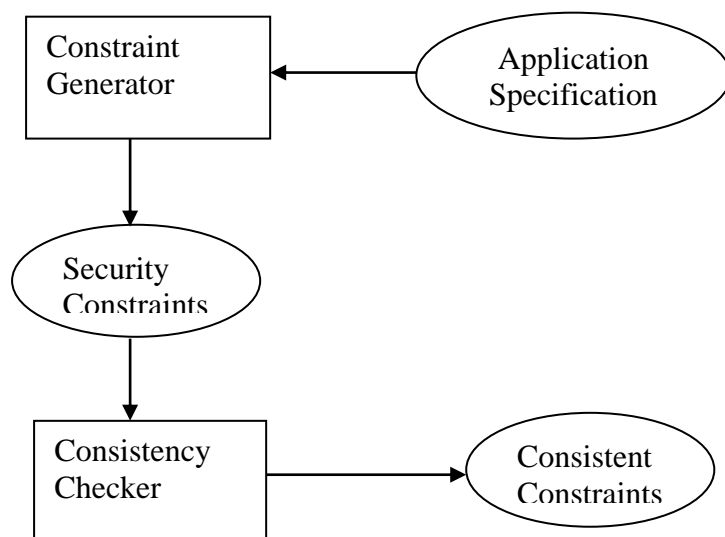 Constraint
Generator
Application
Specification
Security
Constraints
Consistency
Checker
Consistent
Constraints